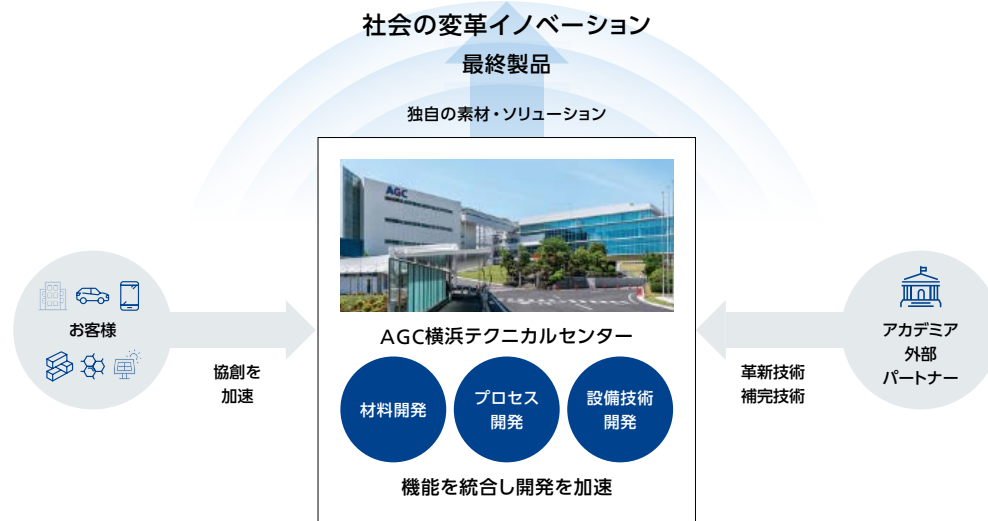 社会の変革イノベーション
最終製品
独自の素材・ソリューション
AGC
お客様
協創を
加速
AGC横浜テクニカルセンター
材料開発
プロセス
開発
設備技術
開発
機能を統合し開発を加速
アカデミア
外部
パートナー
革新技術
補完技術